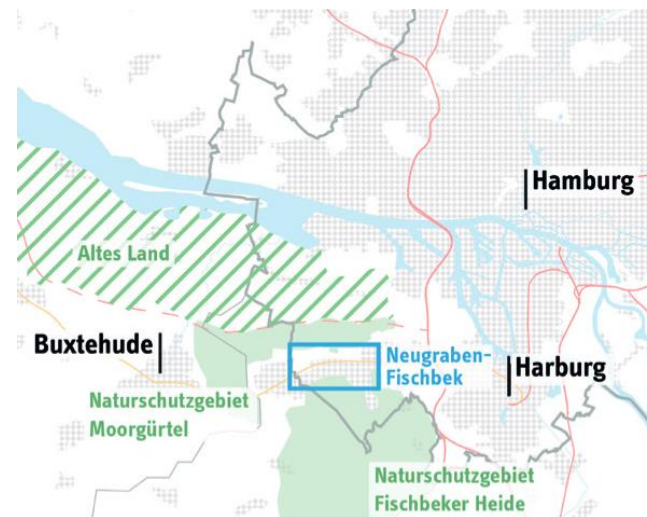 Hamburg
Altes Land
Buxtehude
Neugraben-
Fischbek
Harburg
Naturschutzgebiet
Moorgürtel
Naturschutzgebiet
Fischbeker Heide